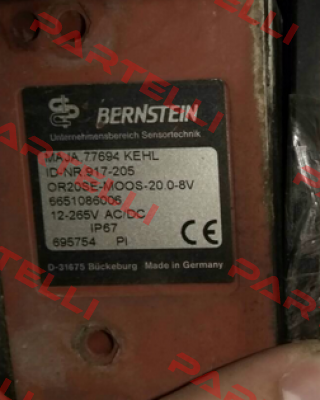 BERNSTEIN
Unternehmensbereich Sensortechnik
MAJA, 77694 KEHL
ID-NR 917-205
OR20SE-MOOS-20.0-8V
6651086006
12-265V AC/DC
IP67
695754 PI
CE
D-31675 Bückeburg Made in Germany
PARTELLI